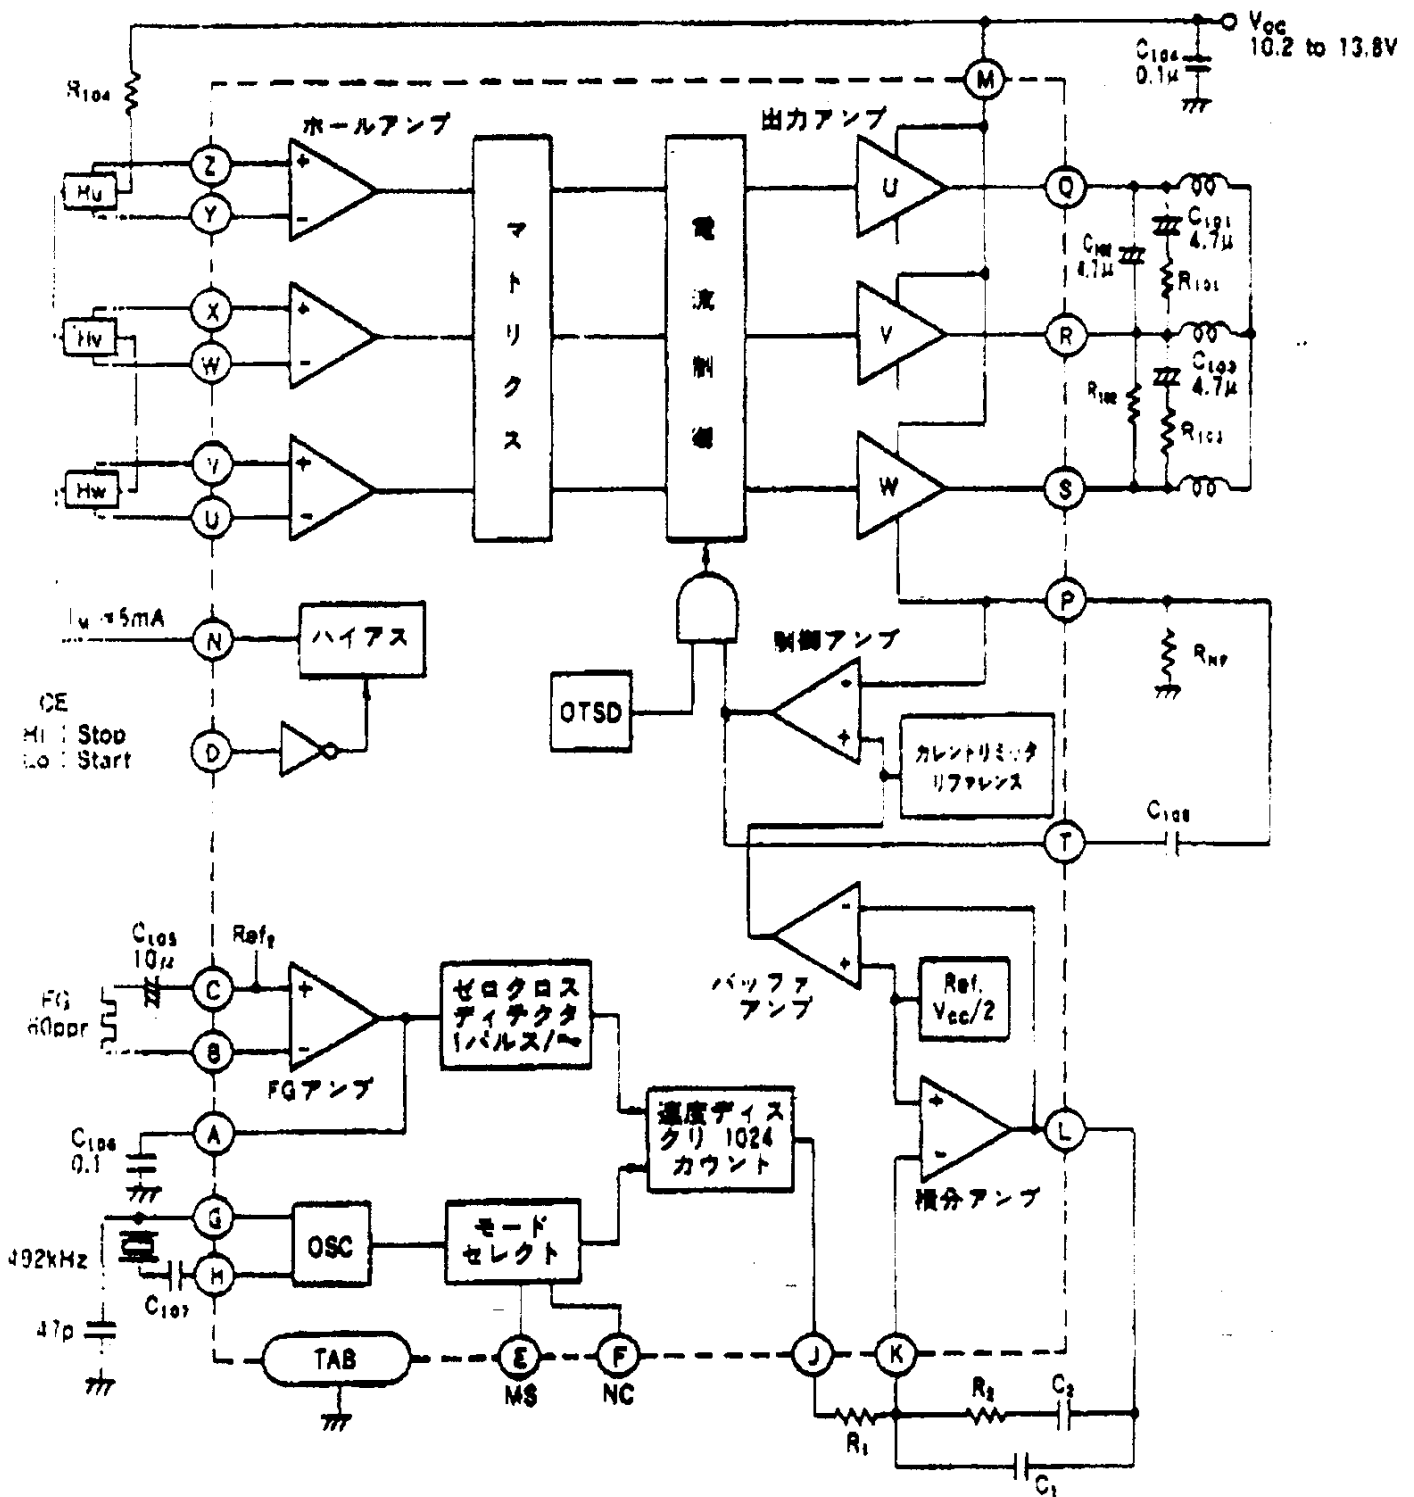 Vcc
10.2 to 13.8V
C104
0.1μ
R104
M
ホールアンプ
出力アンプ
Z
Hu
Y
+
-
U
Q
C101
4.7μ
4.7μ
R101
マトリクス
電流制御
X
Hv
W
+
-
V
R
C103
4.7μ
R102
R103
V
Hw
U
+
-
W
S
P
≈5mA
N
バイアス
制御アンプ
RNF
CE
Hi : Stop
Lo : Start
D
OTSD
-
+
カレントリミッタ
リファレンス
C108
T
C105
10μ
Ref2
C
FG
60ppr
B
+
-
FGアンプ
ゼロクロス
ディテクタ
1パルス/~
バッファ
アンプ
-
+
Ref.
Vcc/2
C106
0.1
A
速度ディス
クリ 1024
カウント
+
-
積分アンプ
L
492kHz
G
H
C107
47p
OSC
モード
セレクト
TAB
E
MS
F
NC
J
K
R1
R2
C2
C1